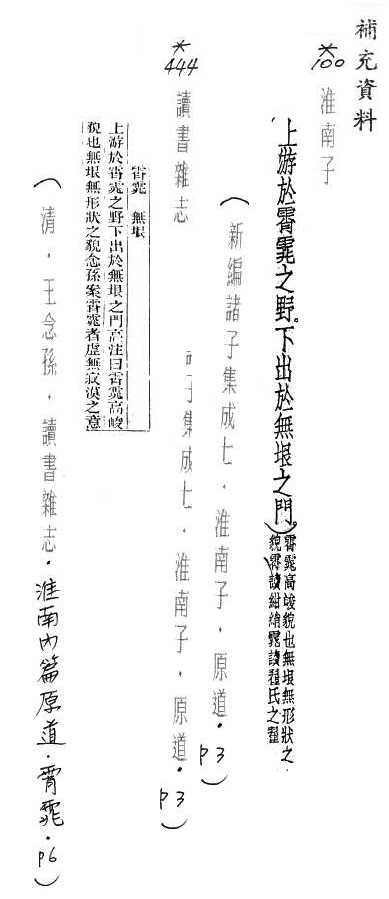 補充資料
*100 淮南子
上游於霄雿之野。下出於無垠之門。
霄雿高峻貌也無垠無形狀之
貌霄讀紺綃雿讀翟氏之翟
(新編諸子集成七.淮南子.原道.p3)
子集成七.淮南子.原道.p3)
*444 讀書雜志
霄雿 無垠
上游於霄雿之野下出於無垠之門高注曰霄雿高峻
貌也無垠無形狀之貌念孫案霄雿者虛無寂漠之意
(清.王念孫.讀書雜志.淮南內篇原道.霄雿.p6)